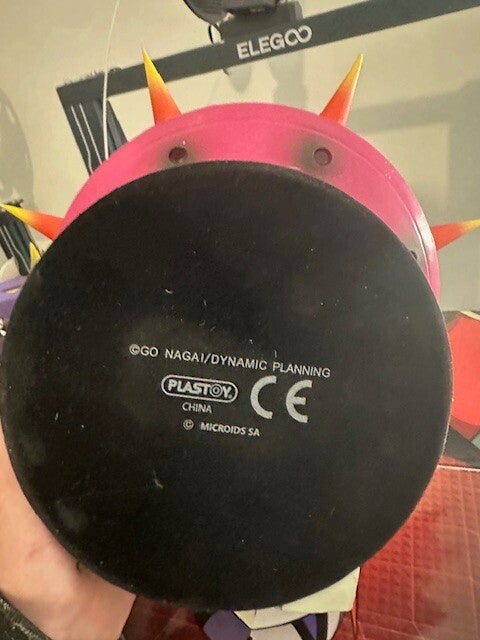 ELEGOO
©GO NAGAI/DYNAMIC PLANNING
PLASTOY
CE
CHINA
© MICROIDS SA